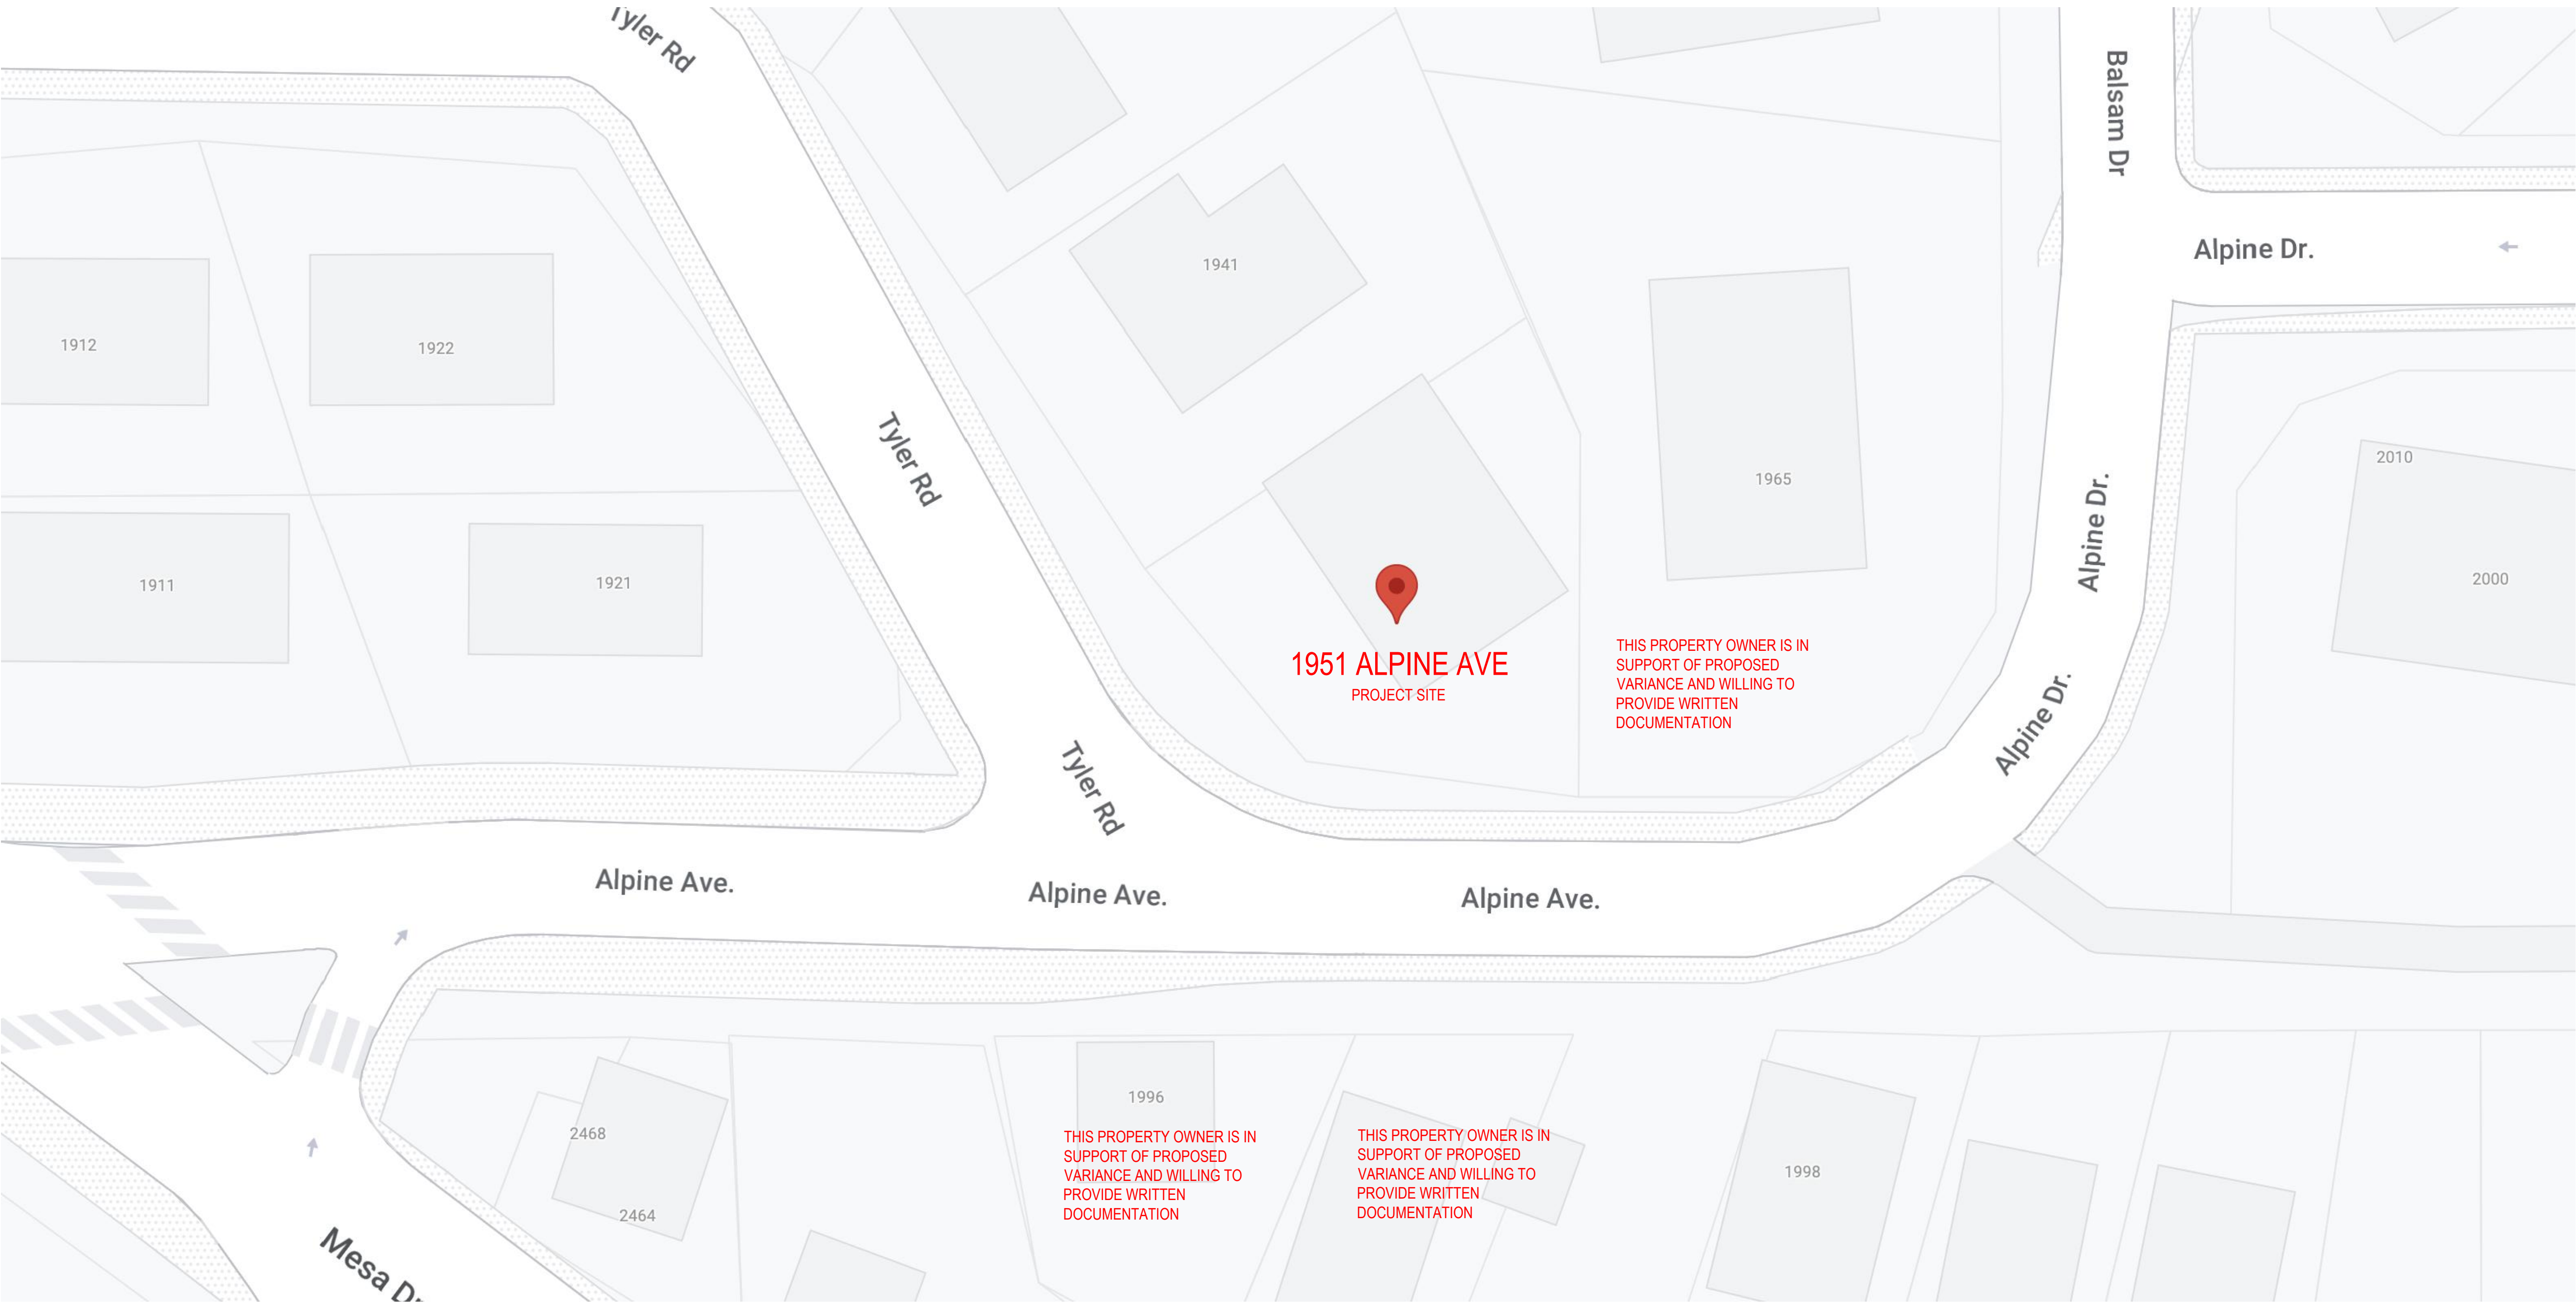 Tyler Rd
Balsam Dr
Alpine Dr.
1941
1912
1922
Tyler Rd
2010
1965
Alpine Dr.
2000
1911
1921
1951 ALPINE AVE
PROJECT SITE
THIS PROPERTY OWNER IS IN
SUPPORT OF PROPOSED
VARIANCE AND WILLING TO
PROVIDE WRITTEN
DOCUMENTATION
Alpine Dr.
Tyler Rd
Alpine Ave.
Alpine Ave.
Alpine Ave.
1996
2468
THIS PROPERTY OWNER IS IN
SUPPORT OF PROPOSED
VARIANCE AND WILLING TO
PROVIDE WRITTEN
DOCUMENTATION
THIS PROPERTY OWNER IS IN
SUPPORT OF PROPOSED
VARIANCE AND WILLING TO
PROVIDE WRITTEN
DOCUMENTATION
1998
2464
Mesa Dr